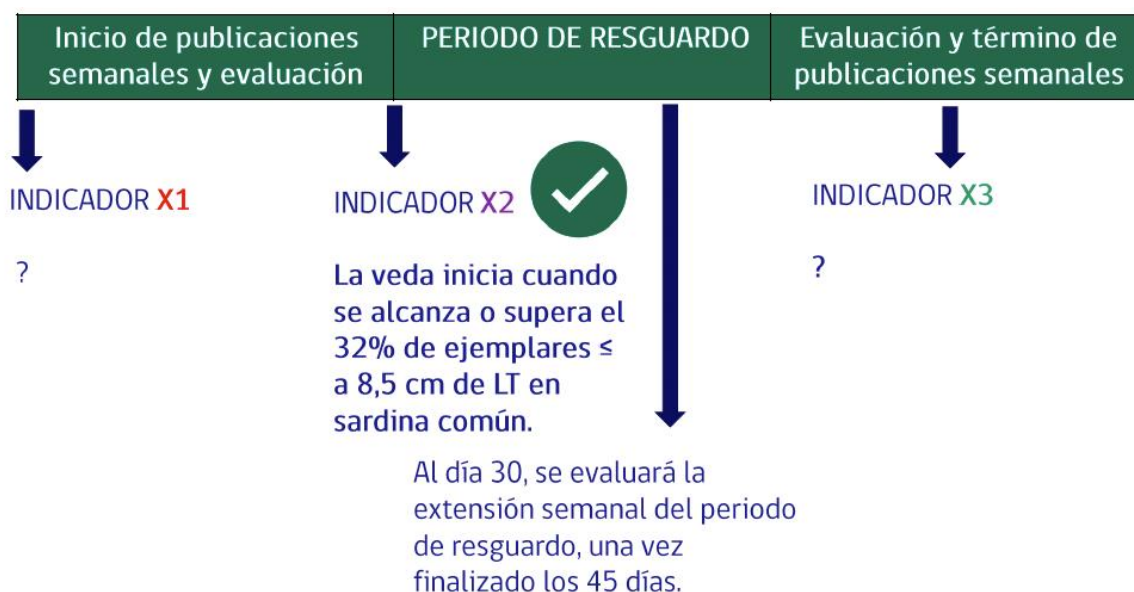 Inicio de publicaciones
semanales y evaluación
PERIODO DE RESGUARDO
Evaluación y término de
publicaciones semanales
INDICADOR X1
?
INDICADOR X2
La veda inicia cuando
se alcanza o supera el
32% de ejemplares ≤
a 8,5 cm de LT en
sardina común.
Al día 30, se evaluará la
extensión semanal del periodo
de resguardo, una vez
finalizado los 45 días.
INDICADOR X3
?